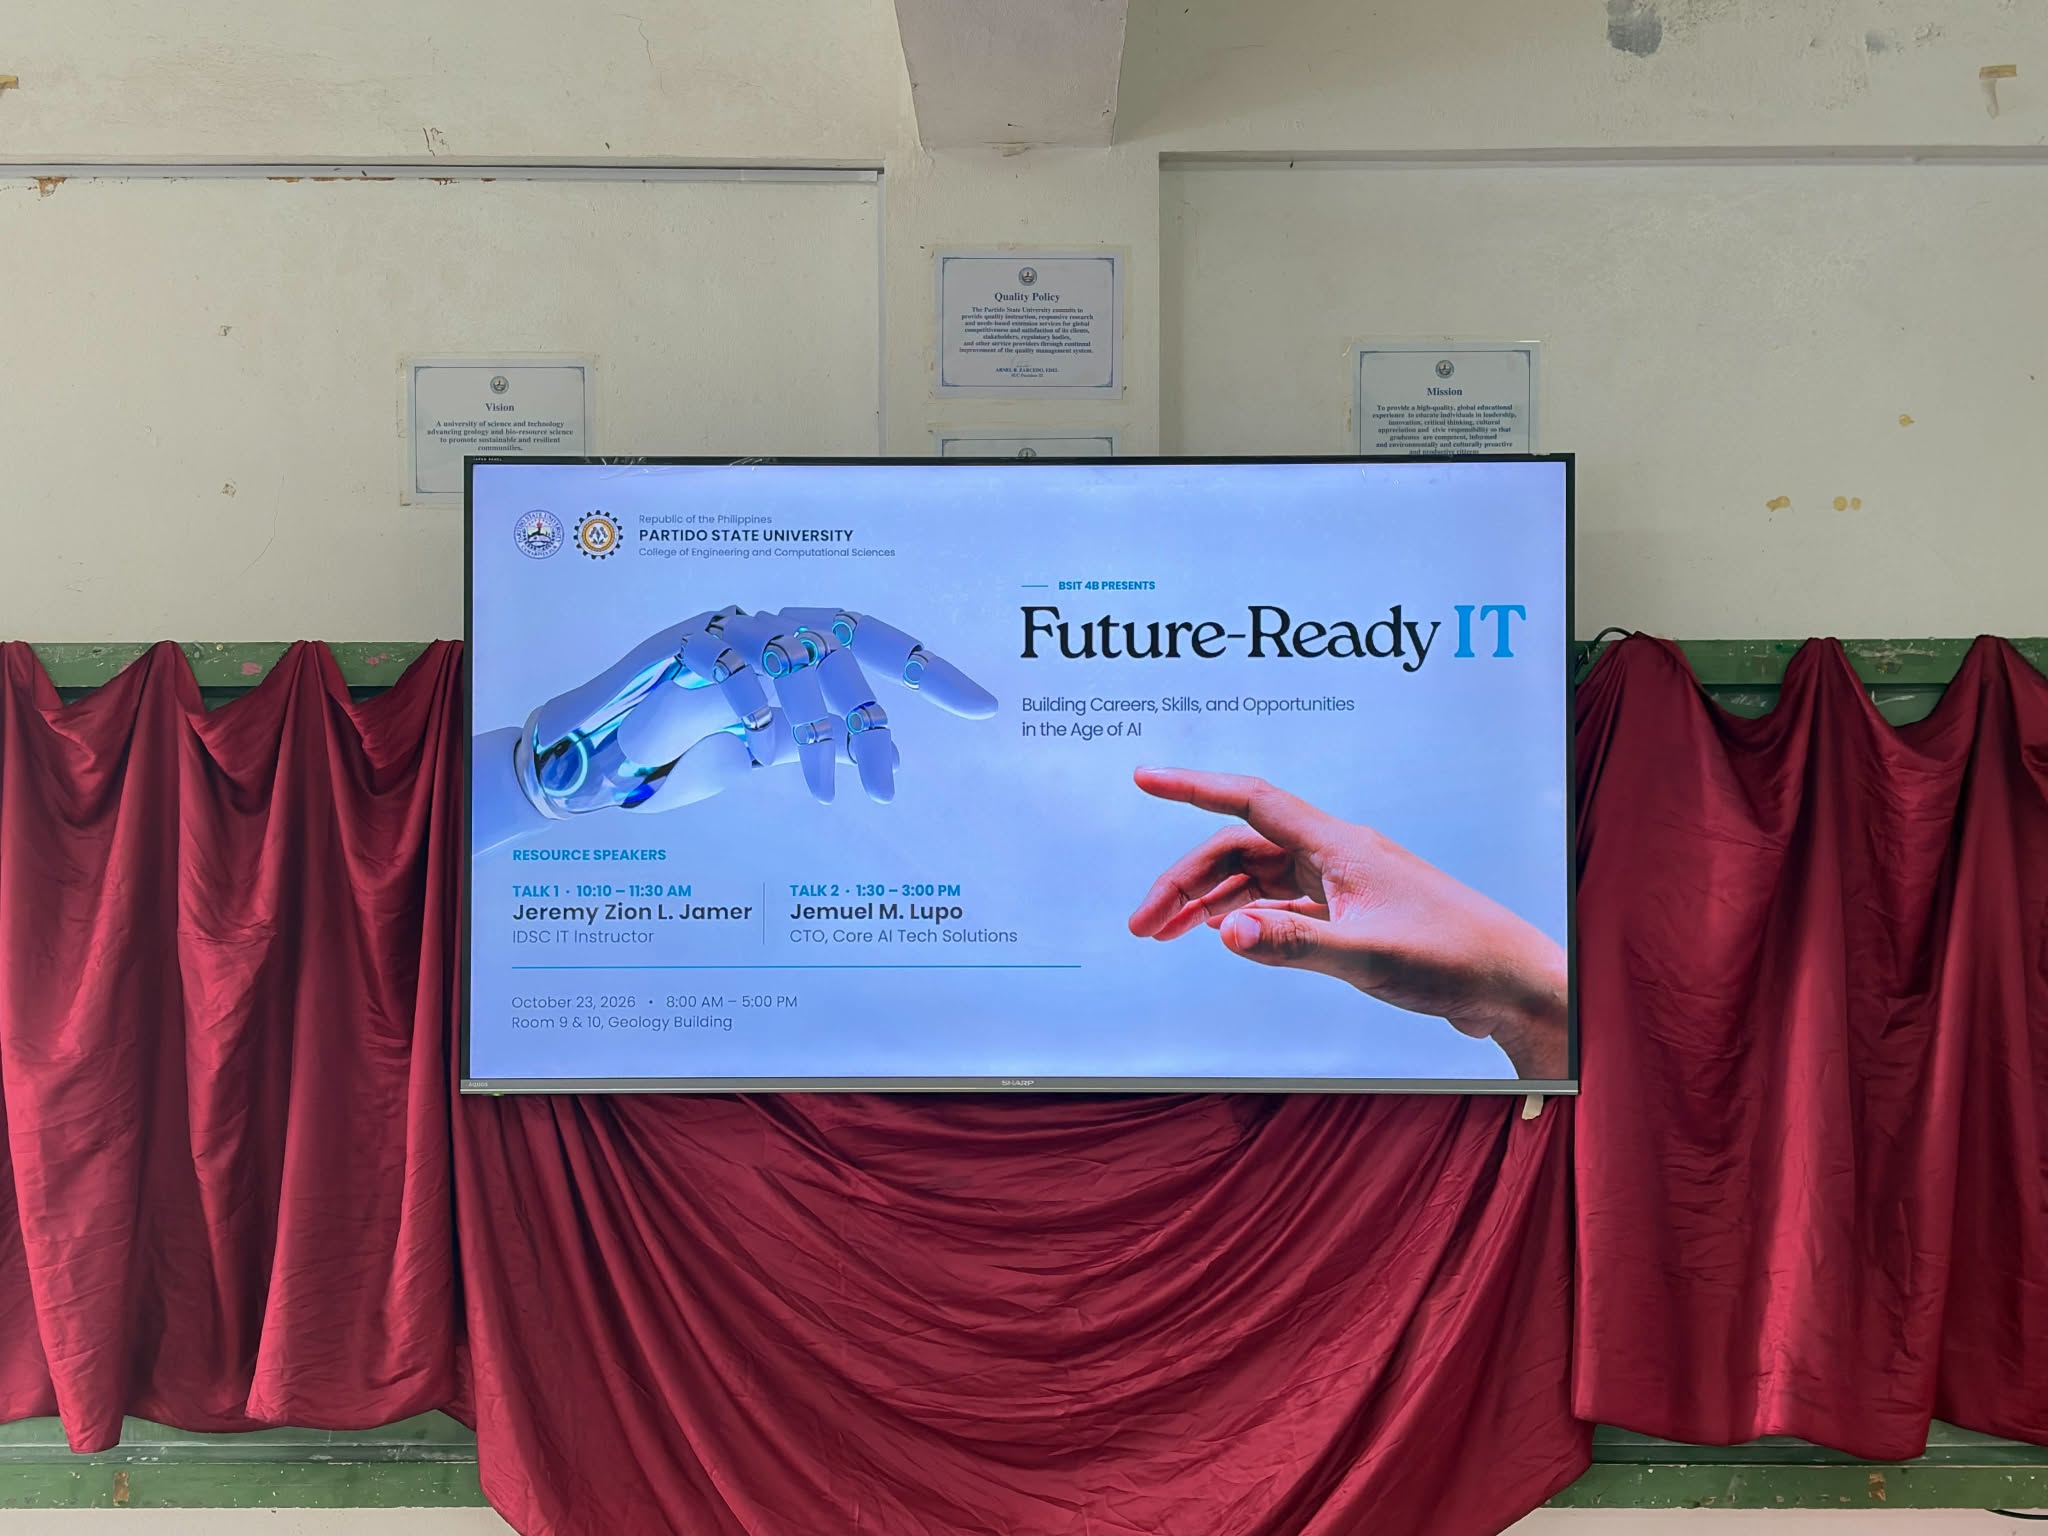 Quality Policy
The Partido State University commits to
provide quality instruction, responsive research
and needs-based extension services for global
competitiveness and satisfaction of its clients,
stakeholders, regulatory bodies,
and other service providers through continual
improvement of the quality management system.
Vision
A university of science and technology
advancing geology and bio-resource science
to promote sustainable and resilient
communities.
Mission
To provide a high-quality, global educational
experience to educate individuals in leadership,
innovation, critical thinking, cultural
appreciation and civic responsibility so that
graduates are competent, informed
and environmentally and culturally proactive
and productive citizens
Republic of the Philippines
PARTIDO STATE UNIVERSITY
College of Engineering and Computational Sciences
BSIT 4B PRESENTS
Future-Ready IT
Building Careers, Skills, and Opportunities
in the Age of AI
RESOURCE SPEAKERS
TALK 1 · 10:10 – 11:30 AM
Jeremy Zion L. Jamer
IDSC IT Instructor
TALK 2 · 1:30 – 3:00 PM
Jemuel M. Lupo
CTO, Core AI Tech Solutions
October 23, 2026 • 8:00 AM – 5:00 PM
Room 9 & 10, Geology Building
AQUOS
SHARP